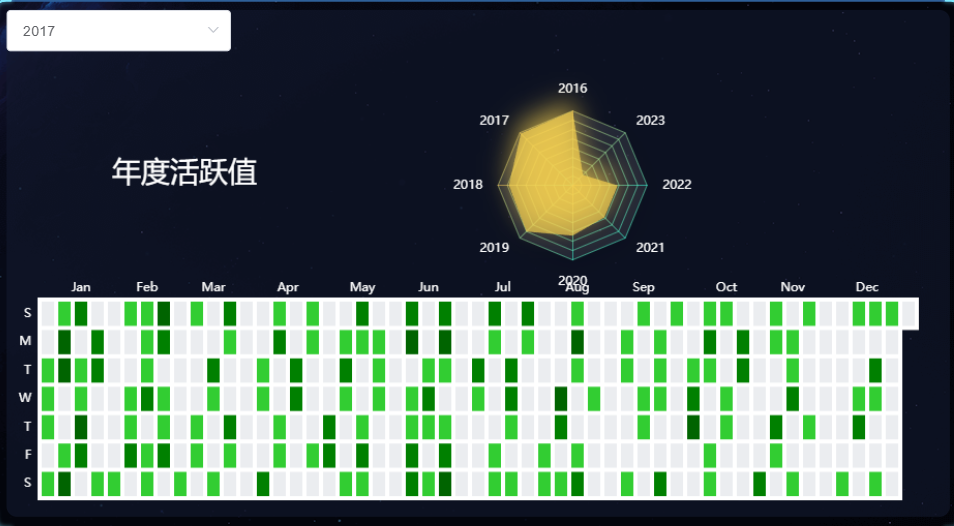 2017
年度活跃值
2016
2017
2023
2018
2022
2019
2021
2020
Jan Feb Mar Apr May Jun Jul Aug Sep Oct Nov Dec
S
M
T
W
T
F
S